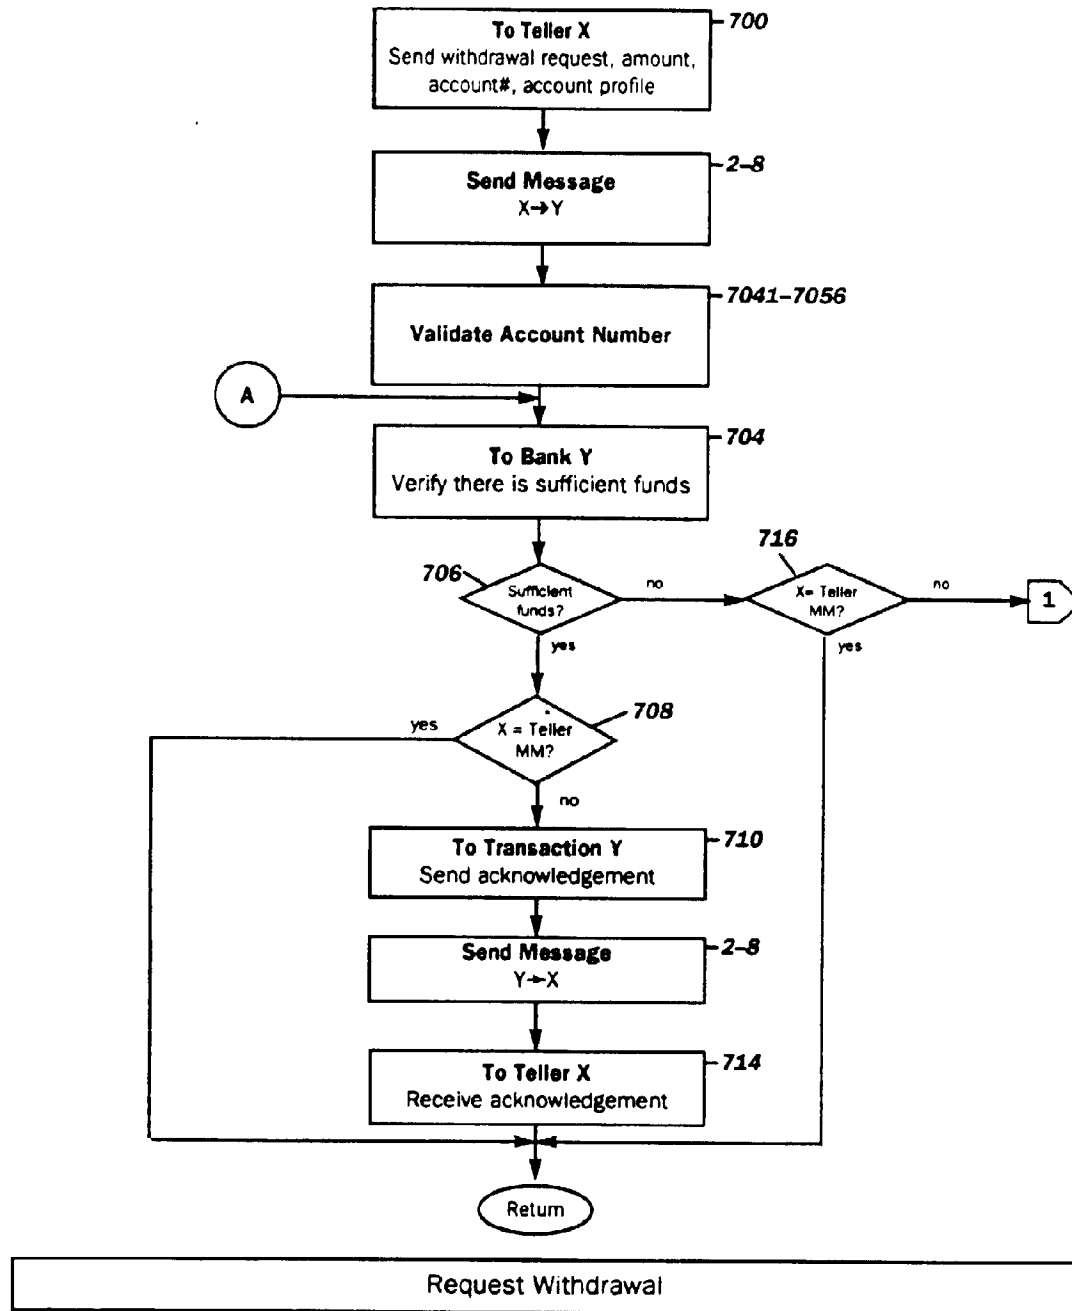 To Teller X
Send withdrawal request, amount,
account#, account profile
700
Send Message
X→Y
2–8
Validate Account Number
7041–7056
A
To Bank Y
Verify there is sufficient funds
704
706
Sufficient
funds?
no
716
X= Teller
MM?
no
1
yes
yes
yes
X = Teller
MM?
708
no
To Transaction Y
Send acknowledgement
710
Send Message
Y→X
2–8
To Teller X
Receive acknowledgement
714
Return
Request Withdrawal